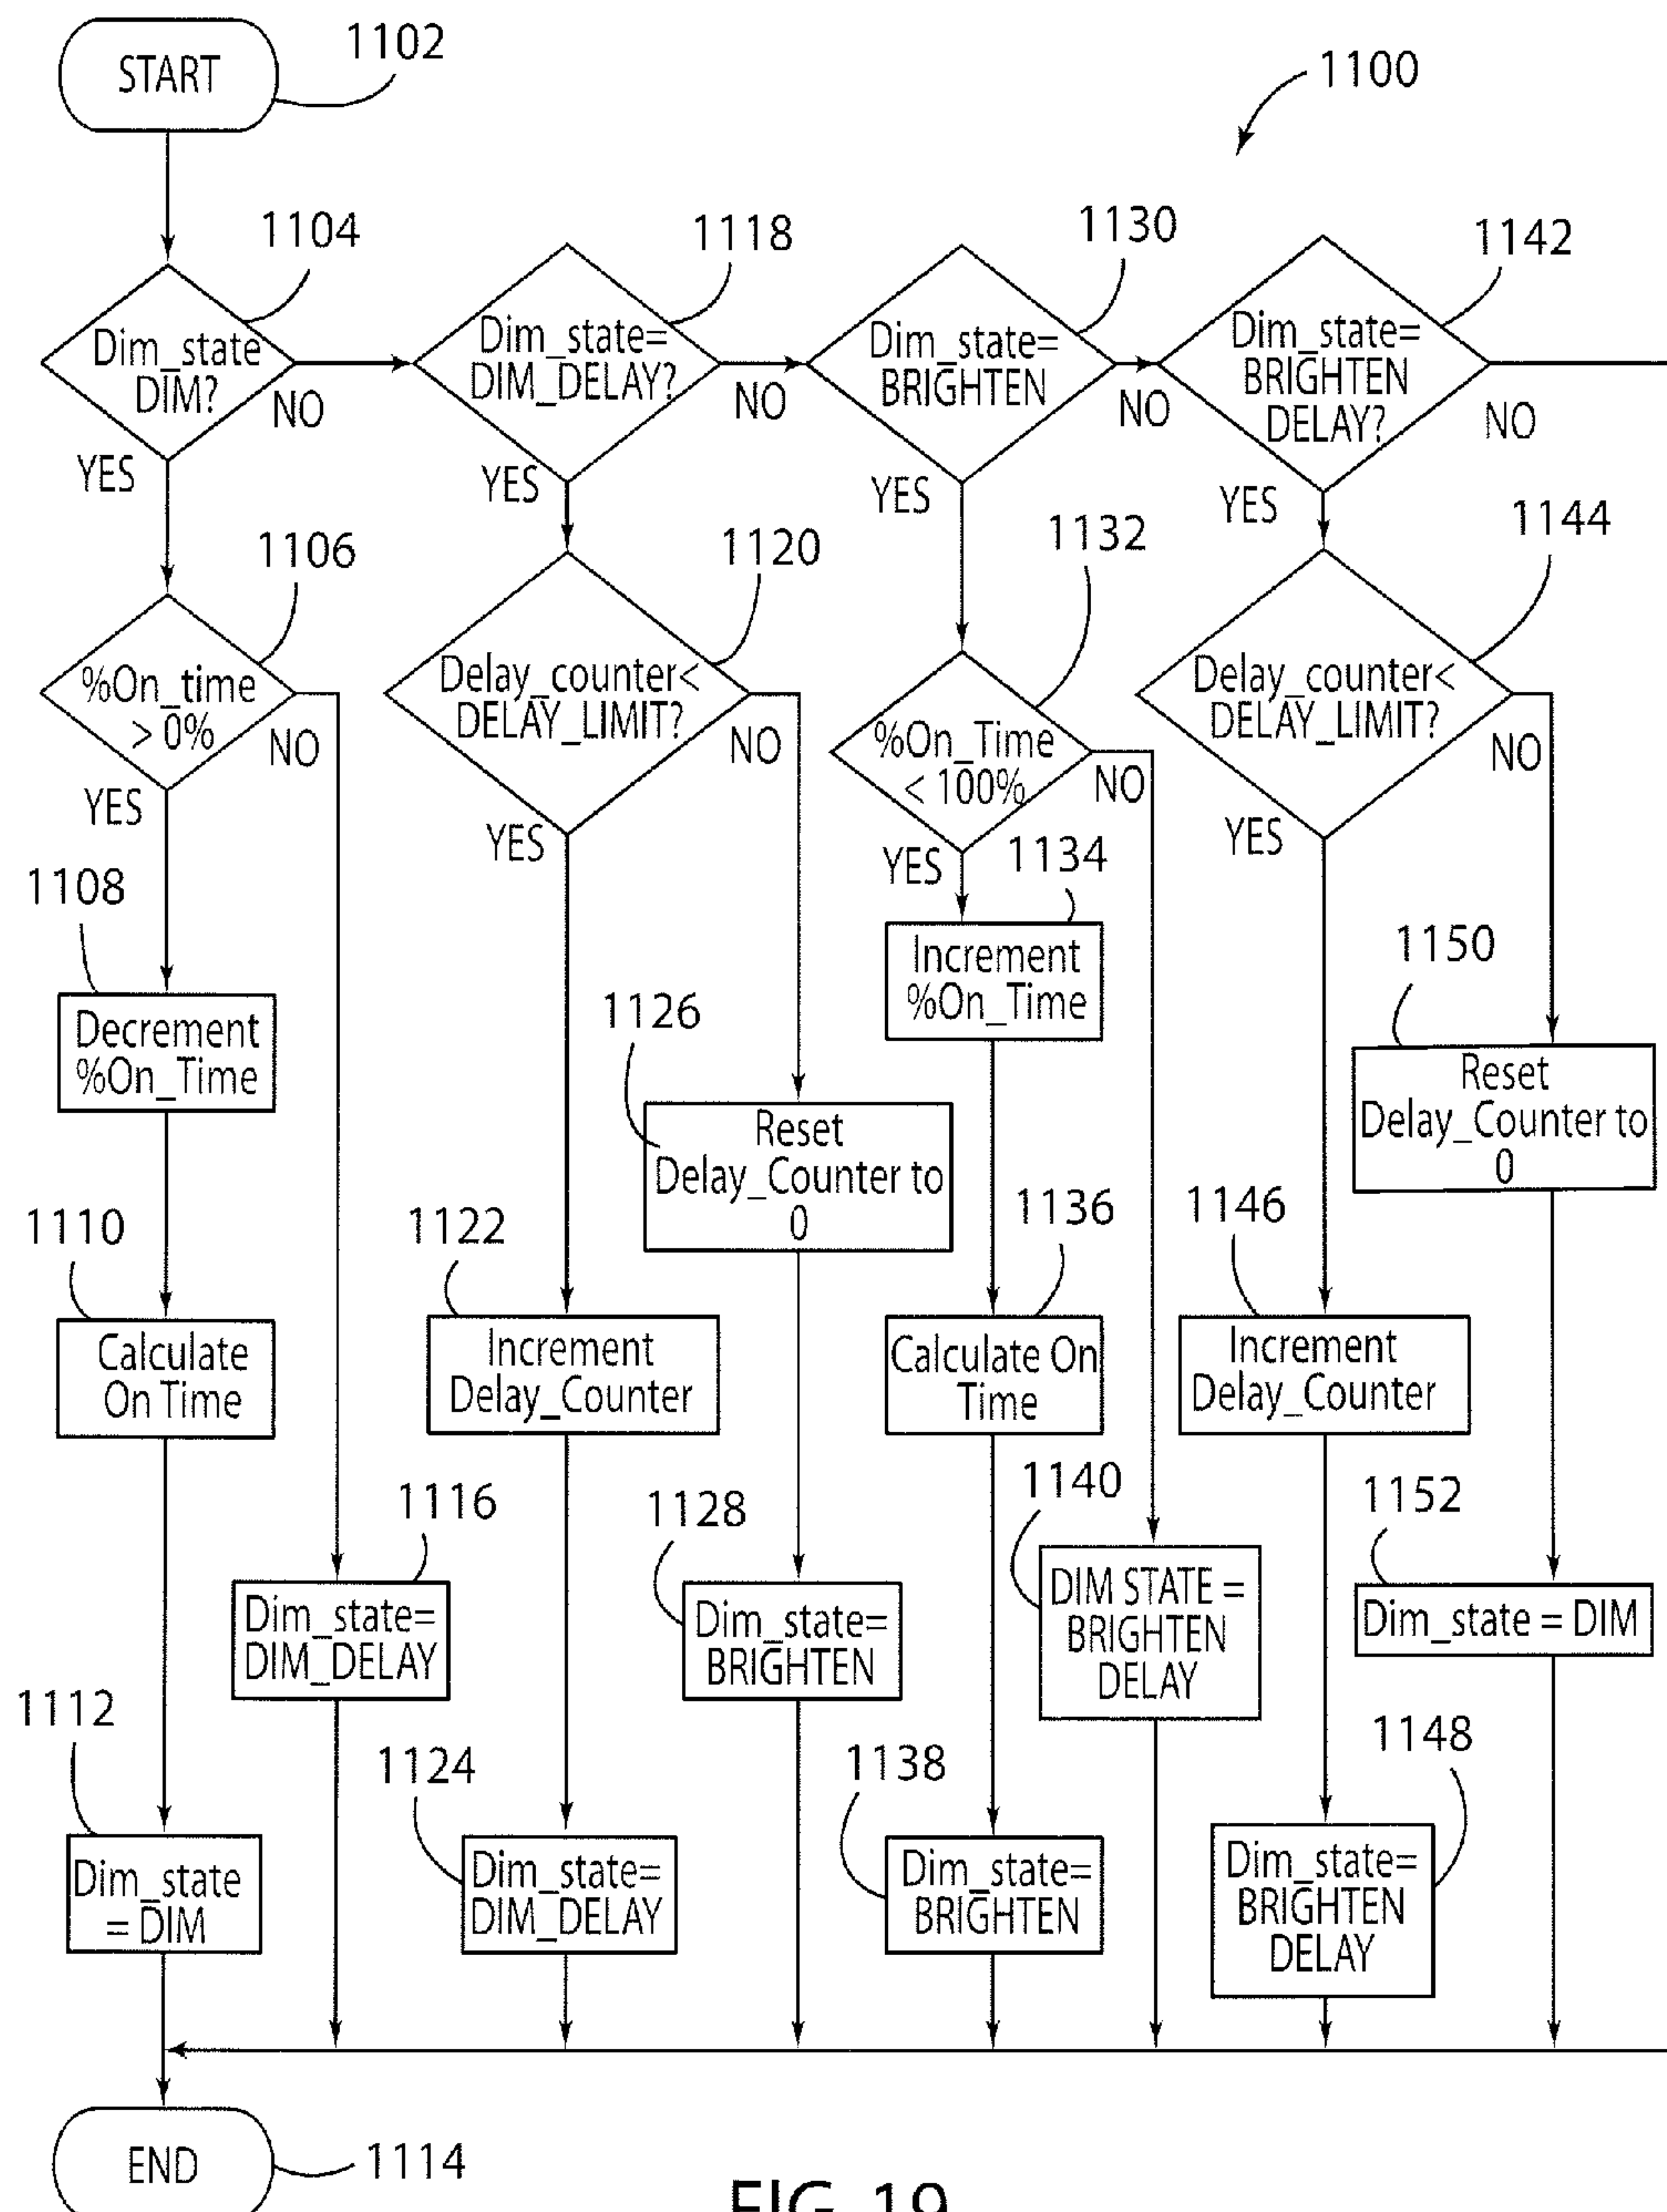 1102
START
1100
1104
1118
1130
1142
Dim_state
DIM?
NO
YES
Dim_state=
DIM_DELAY?
NO
YES
Dim_state=
BRIGHTEN
NO
YES
Dim_state=
BRIGHTEN
DELAY?
NO
YES
1106
1120
1132
1144
%On_time
> 0%
NO
YES
Delay_counter<
DELAY_LIMIT?
NO
YES
%On_Time
< 100%
NO
YES
Delay_counter<
DELAY_LIMIT?
NO
YES
1108
Decrement
%On_Time
1134
Increment
%On_Time
1126
Reset
Delay_Counter to
0
1150
Reset
Delay_Counter to
0
1110
Calculate
On Time
1122
Increment
Delay_Counter
1136
Calculate On
Time
1146
Increment
Delay_Counter
1116
Dim_state=
DIM_DELAY
1128
Dim_state=
BRIGHTEN
1140
DIM STATE =
BRIGHTEN
DELAY
1152
Dim_state = DIM
1112
Dim_state
= DIM
1124
Dim_state=
DIM_DELAY
1138
Dim_state=
BRIGHTEN
1148
Dim_state=
BRIGHTEN
DELAY
END
1114
FIG. 19